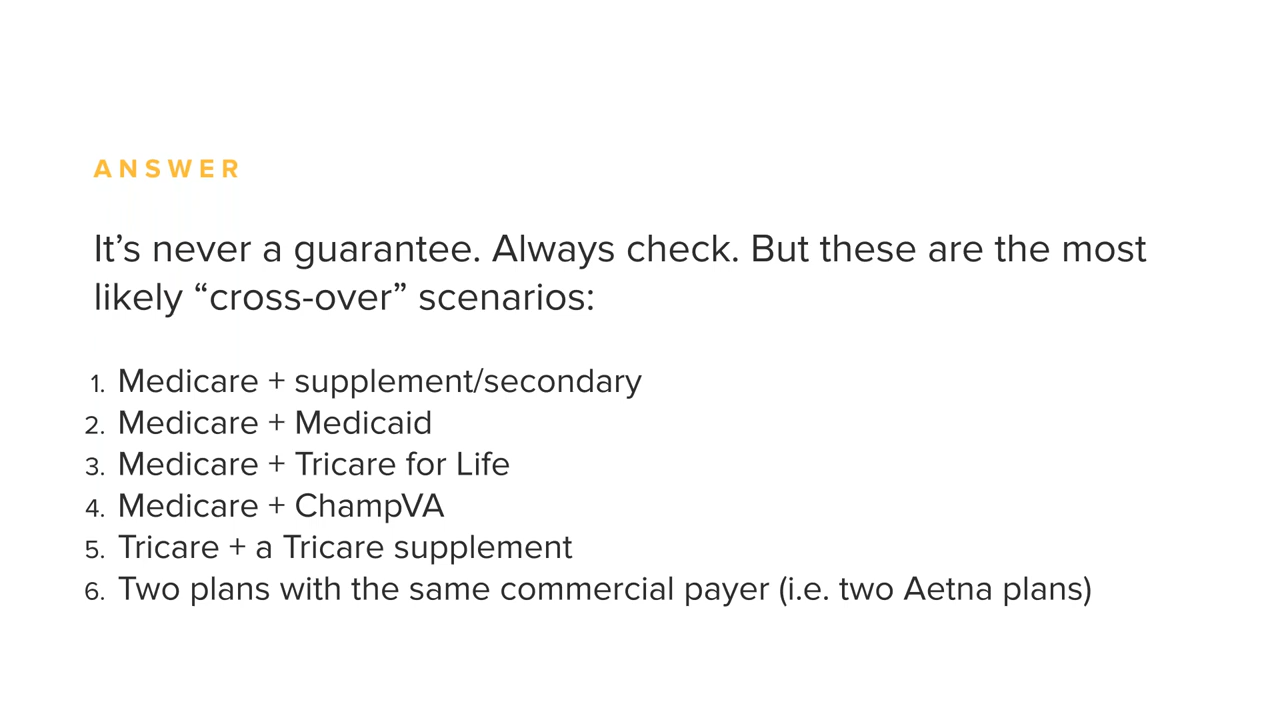 ANSWER
It’s never a guarantee. Always check. But these are the most
likely “cross-over” scenarios:
1. Medicare + supplement/secondary
2. Medicare + Medicaid
3. Medicare + Tricare for Life
4. Medicare + ChampVA
5. Tricare + a Tricare supplement
6. Two plans with the same commercial payer (i.e. two Aetna plans)